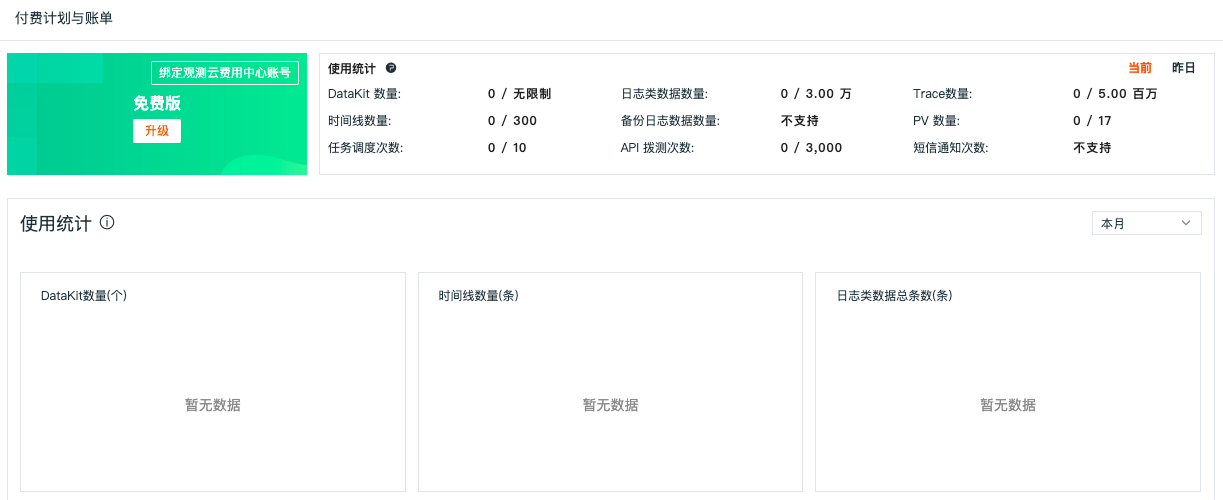 付费计划与账单
绑定观测云费用中心账号
免费版
升级
使用统计
当前 昨日
DataKit 数量: 0 / 无限制 日志类数据数量: 0 / 3.00 万 Trace数量: 0 / 5.00 百万
时间线数量: 0 / 300 备份日志数据数量: 不支持 PV 数量: 0 / 17
任务调度次数: 0 / 10 API 拨测次数: 0 / 3,000 短信通知次数: 不支持
使用统计
本月
DataKit数量(个) 时间线数量(条) 日志类数据总条数(条)
暂无数据 暂无数据 暂无数据